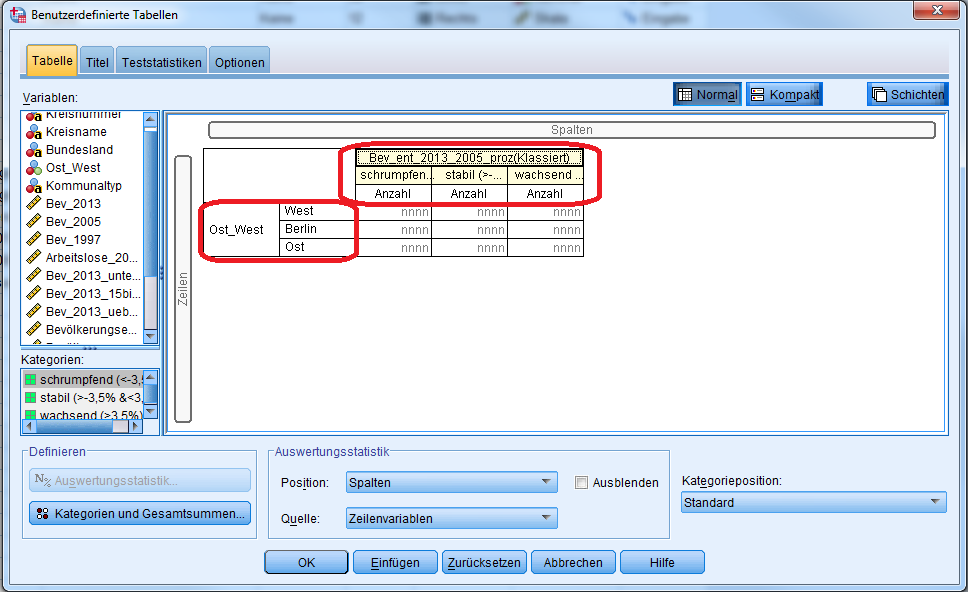 Benutzerdefinierte Tabellen
Tabelle Titel Teststatistiken Optionen
Variablen:
Normal Kompakt Schichten
Kreisnummer
Kreisname
Bundesland
Ost_West
Kommunaltyp
Bev_2013
Bev_2005
Bev_1997
Arbeitslose_20...
Bev_2013_unte...
Bev_2013_15bi...
Bev_2013_ueb...
Bevölkerungse...
Kategorien:
schrumpfend (<-3,5
stabil (>-3,5% &<3,
wachsend (>3,5%)
Spalten
Zeilen
Bev_ent_2013_2005_proz(Klassiert)
schrumpfen... stabil (>-... wachsend ...
Anzahl Anzahl Anzahl
Ost_West
West nnnn nnnn nnnn
Berlin nnnn nnnn nnnn
Ost nnnn nnnn nnnn
Definieren
N% Auswertungsstatistik...
Kategorien und Gesamtsummen...
Auswertungsstatistik
Position: Spalten Ausblenden
Quelle: Zeilenvariablen
Kategorieposition:
Standard
OK Einfügen Zurücksetzen Abbrechen Hilfe